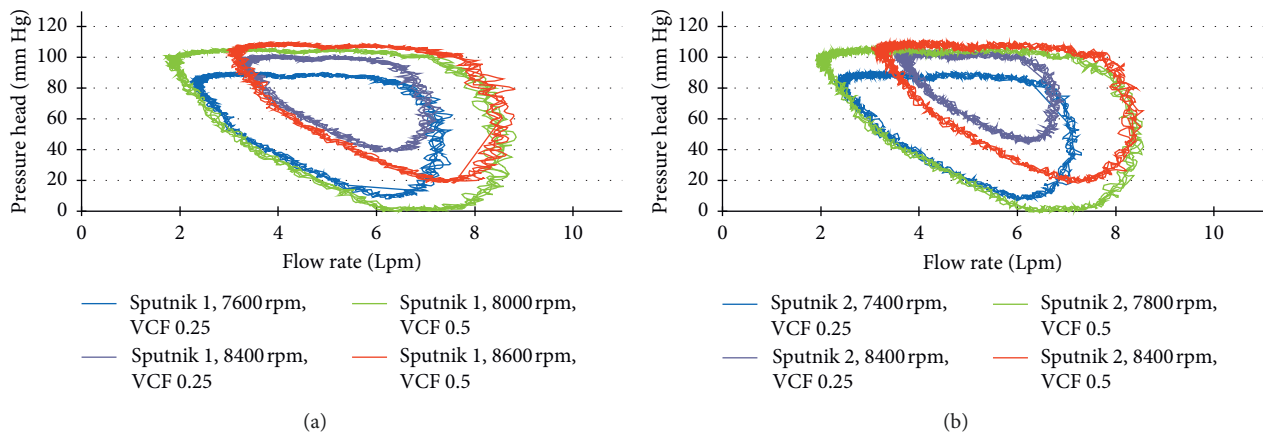 Pressure head (mm Hg)
120
100
80
60
40
20
0
0
2
4
6
8
10
Flow rate (Lpm)
Sputnik 1, 7600 rpm,
VCF 0.25
Sputnik 1, 8400 rpm,
VCF 0.25
Sputnik 1, 8000 rpm,
VCF 0.5
Sputnik 1, 8600 rpm,
VCF 0.5
(a)
Pressure head (mm Hg)
120
100
80
60
40
20
0
0
2
4
6
8
10
Flow rate (Lpm)
Sputnik 2, 7400 rpm,
VCF 0.25
Sputnik 2, 8400 rpm,
VCF 0.25
Sputnik 2, 7800 rpm,
VCF 0.5
Sputnik 2, 8400 rpm,
VCF 0.5
(b)